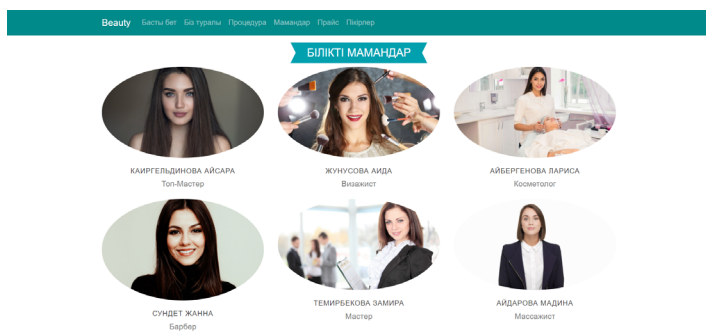 Beauty Басты бет Біз туралы Процедура Мамандар Прайс Пікірлер
БІЛІКТІ МАМАНДАР
КАИРГЕЛЬДИНОВА АЙСАРА ЖУНУСОВА АИДА АЙБЕРГЕНОВА ЛАРИСА
Топ-Мастер Визажист Косметолог
СУНДЕТ ЖАННА ТЕМИРБЕКОВА ЗАМИРА АЙДАРОВА МАДИНА
Барбер Мастер Массажист